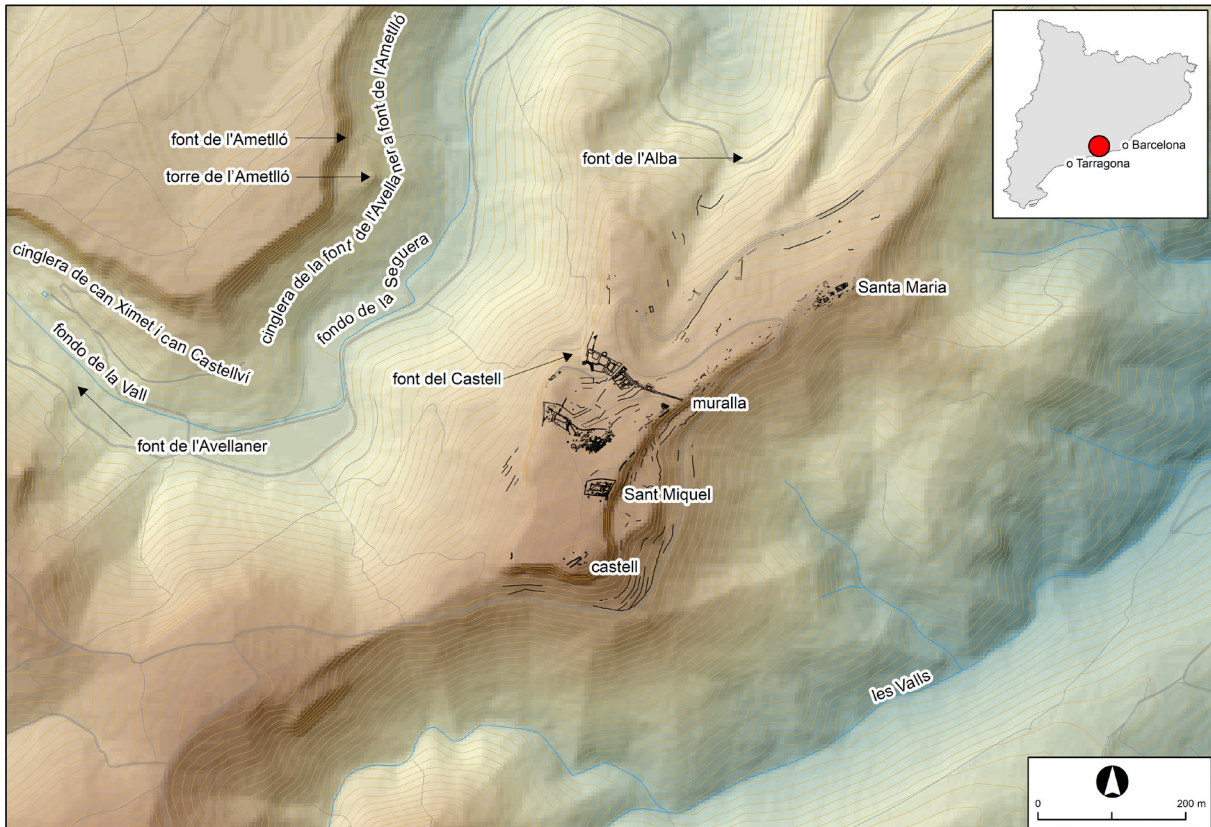 o Barcelona
o Tarragona
font de l'Ametlló
torre de l'Ametlló
font de l'Alba
cinglera de la font de l'Avellaner a font de l'Ametlló
cinglera de can Ximet i can Castellví
fondo de la Seguera
fondo de la Vall
Santa Maria
font del Castell
muralla
font de l'Avellaner
Sant Miquel
castell
les Valls
0 200 m